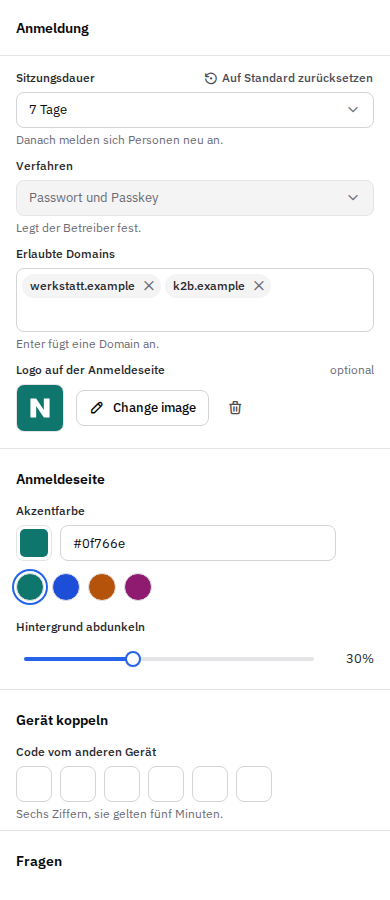 Anmeldung
Sitzungsdauer
Auf Standard zurücksetzen
7 Tage
Danach melden sich Personen neu an.
Verfahren
Passwort und Passkey
Legt der Betreiber fest.
Erlaubte Domains
werkstatt.example
k2b.example
Enter fügt eine Domain an.
Logo auf der Anmeldeseite
optional
N
Change image
Anmeldeseite
Akzentfarbe
#0f766e
Hintergrund abdunkeln
30%
Gerät koppeln
Code vom anderen Gerät
Sechs Ziffern, sie gelten fünf Minuten.
Fragen